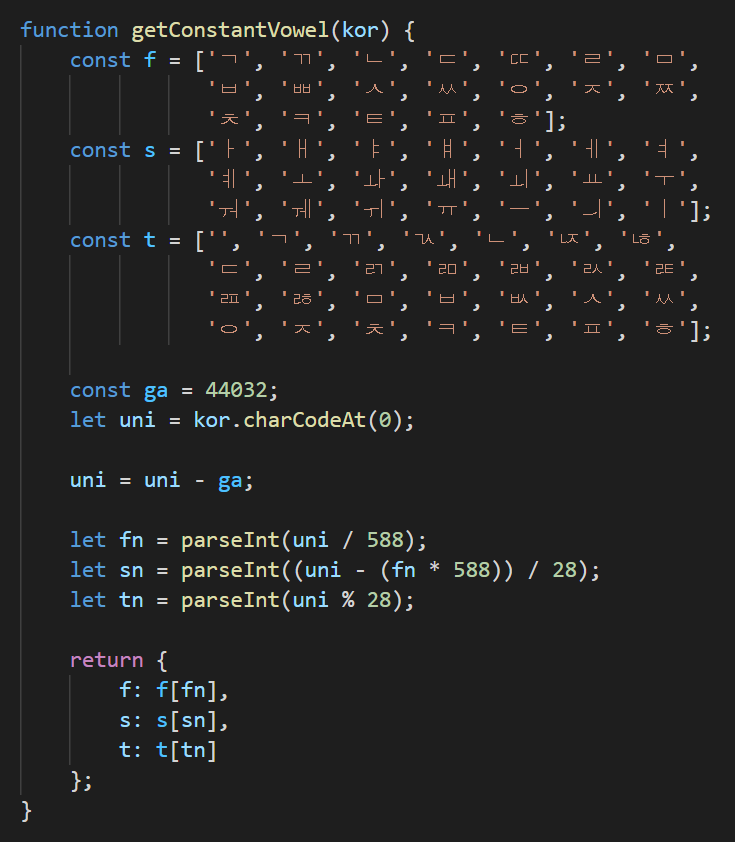 function getConstantVowel(kor) {
    const f = ['ㄱ', 'ㄲ', 'ㄴ', 'ㄷ', 'ㄸ', 'ㄹ', 'ㅁ',
               'ㅂ', 'ㅃ', 'ㅅ', 'ㅆ', 'ㅇ', 'ㅈ', 'ㅉ',
               'ㅊ', 'ㅋ', 'ㅌ', 'ㅍ', 'ㅎ'];
    const s = ['ㅏ', 'ㅐ', 'ㅑ', 'ㅒ', 'ㅓ', 'ㅔ', 'ㅕ',
               'ㅖ', 'ㅗ', 'ㅘ', 'ㅙ', 'ㅚ', 'ㅛ', 'ㅜ',
               'ㅝ', 'ㅞ', 'ㅟ', 'ㅠ', 'ㅡ', 'ㅢ', 'ㅣ'];
    const t = ['', 'ㄱ', 'ㄲ', 'ㄳ', 'ㄴ', 'ㄵ', 'ㄶ',
               'ㄷ', 'ㄹ', 'ㄺ', 'ㄻ', 'ㄼ', 'ㄽ', 'ㄾ',
               'ㄿ', 'ㅀ', 'ㅁ', 'ㅂ', 'ㅄ', 'ㅅ', 'ㅆ',
               'ㅇ', 'ㅈ', 'ㅊ', 'ㅋ', 'ㅌ', 'ㅍ', 'ㅎ'];
    const ga = 44032;
    let uni = kor.charCodeAt(0);
    uni = uni - ga;
    let fn = parseInt(uni / 588);
    let sn = parseInt((uni - (fn * 588)) / 28);
    let tn = parseInt(uni % 28);
    return {
        f: f[fn],
        s: s[sn],
        t: t[tn]
    };
}